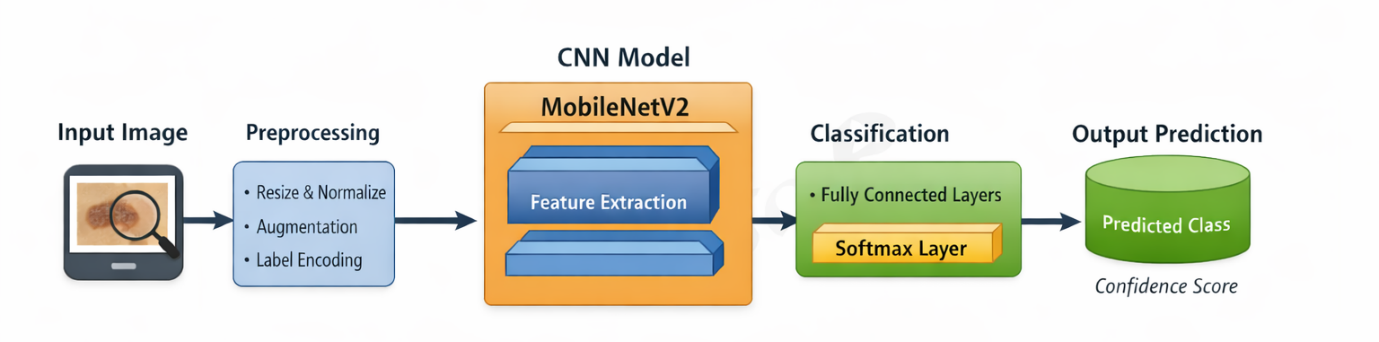 CNN Model
MobileNetV2
Input Image
Preprocessing
• Resize & Normalize
• Augmentation
• Label Encoding
Feature Extraction
Classification
• Fully Connected Layers
Softmax Layer
Output Prediction
Predicted Class
Confidence Score